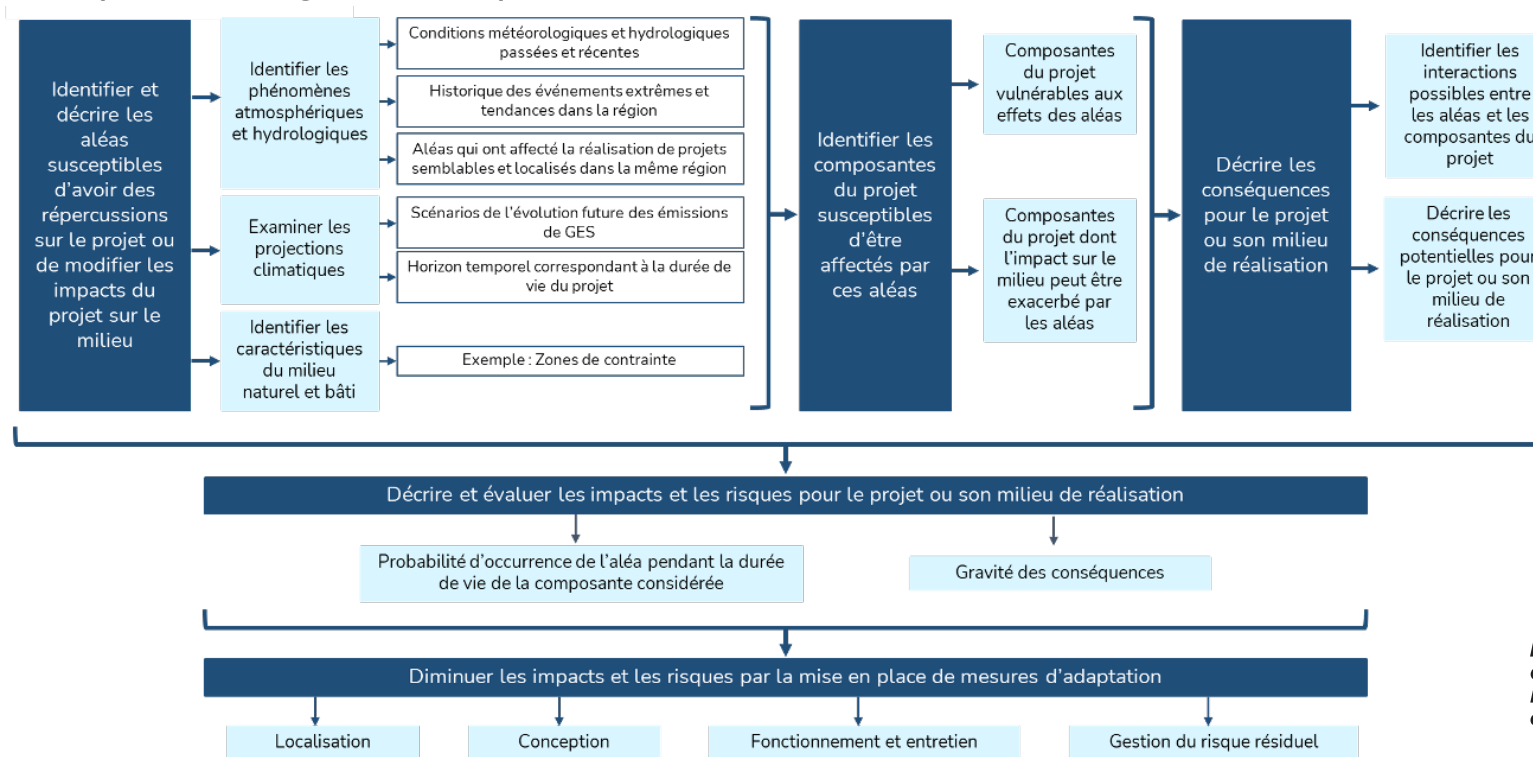 Identifier et
décrire les
aléas
susceptibles
d'avoir des
répercussions
sur le projet ou
de modifier les
impacts du
projet sur le
milieu
Identifier les
phénomènes
atmosphériques
et hydrologiques
Conditions météorologiques et hydrologiques
passées et récentes
Historique des événements extrêmes et
tendances dans la région
Aléas qui ont affecté la réalisation de projets
semblables et localisés dans la même région
Examiner les
projections
climatiques
Scénarios de l'évolution future des émissions
de GES
Horizon temporel correspondant à la durée de
vie du projet
Identifier les
caractéristiques
du milieu
naturel et bâti
Exemple : Zones de contrainte
Identifier les
composantes
du projet
susceptibles
d'être
affectés par
ces aléas
Composantes
du projet
vulnérables aux
effets des aléas
Composantes
du projet dont
l'impact sur le
milieu peut être
exacerbé par
les aléas
Décrire les
conséquences
pour le projet
ou son milieu
de réalisation
Identifier les
interactions
possibles entre
les aléas et les
composantes du
projet
Décrire les
conséquences
potentielles pour
le projet ou son
milieu de
réalisation
Décrire et évaluer les impacts et les risques pour le projet ou son milieu de réalisation
Probabilité d'occurrence de l'aléa pendant la durée
de vie de la composante considérée
Gravité des conséquences
Diminuer les impacts et les risques par la mise en place de mesures d'adaptation
Localisation
Conception
Fonctionnement et entretien
Gestion du risque résiduel